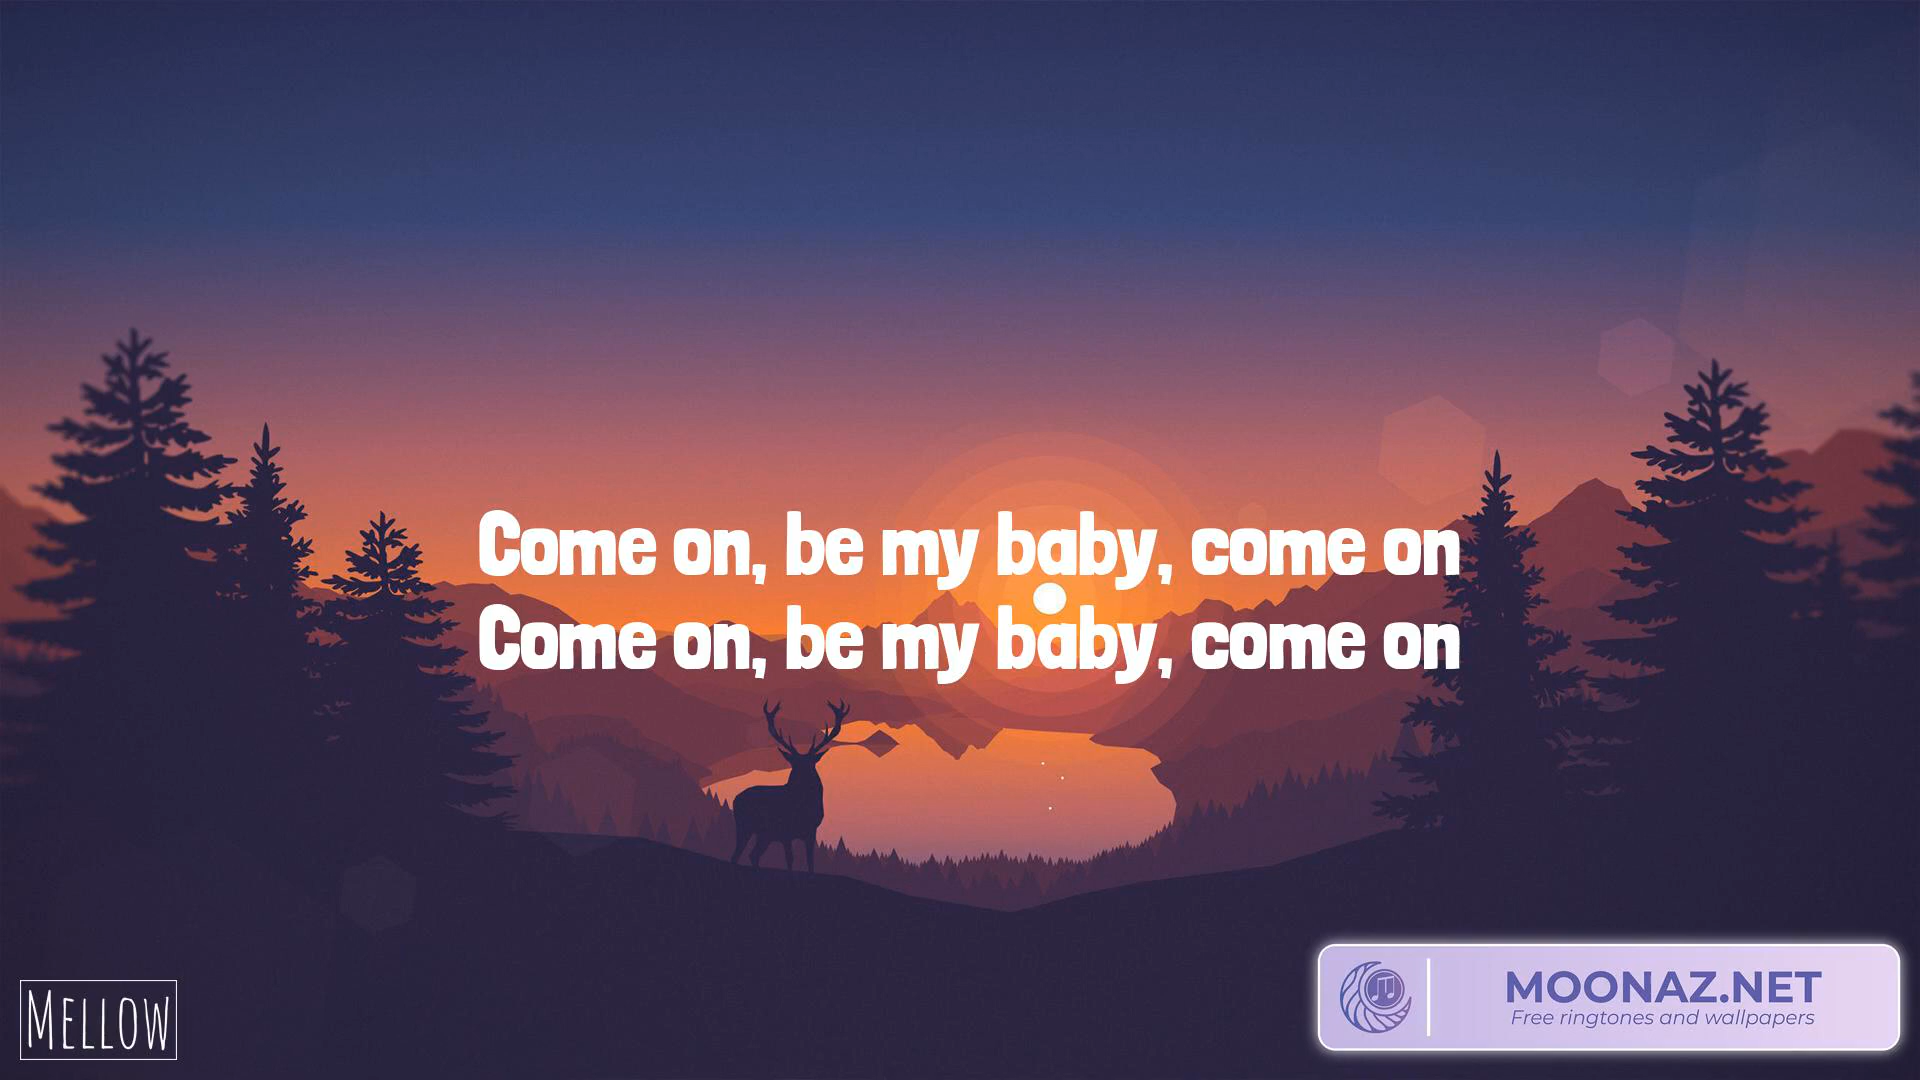 Come on, be my baby, come on
Come on, be my baby, come on
MELLOW
MOONAZ.NET
Free ringtones and wallpapers